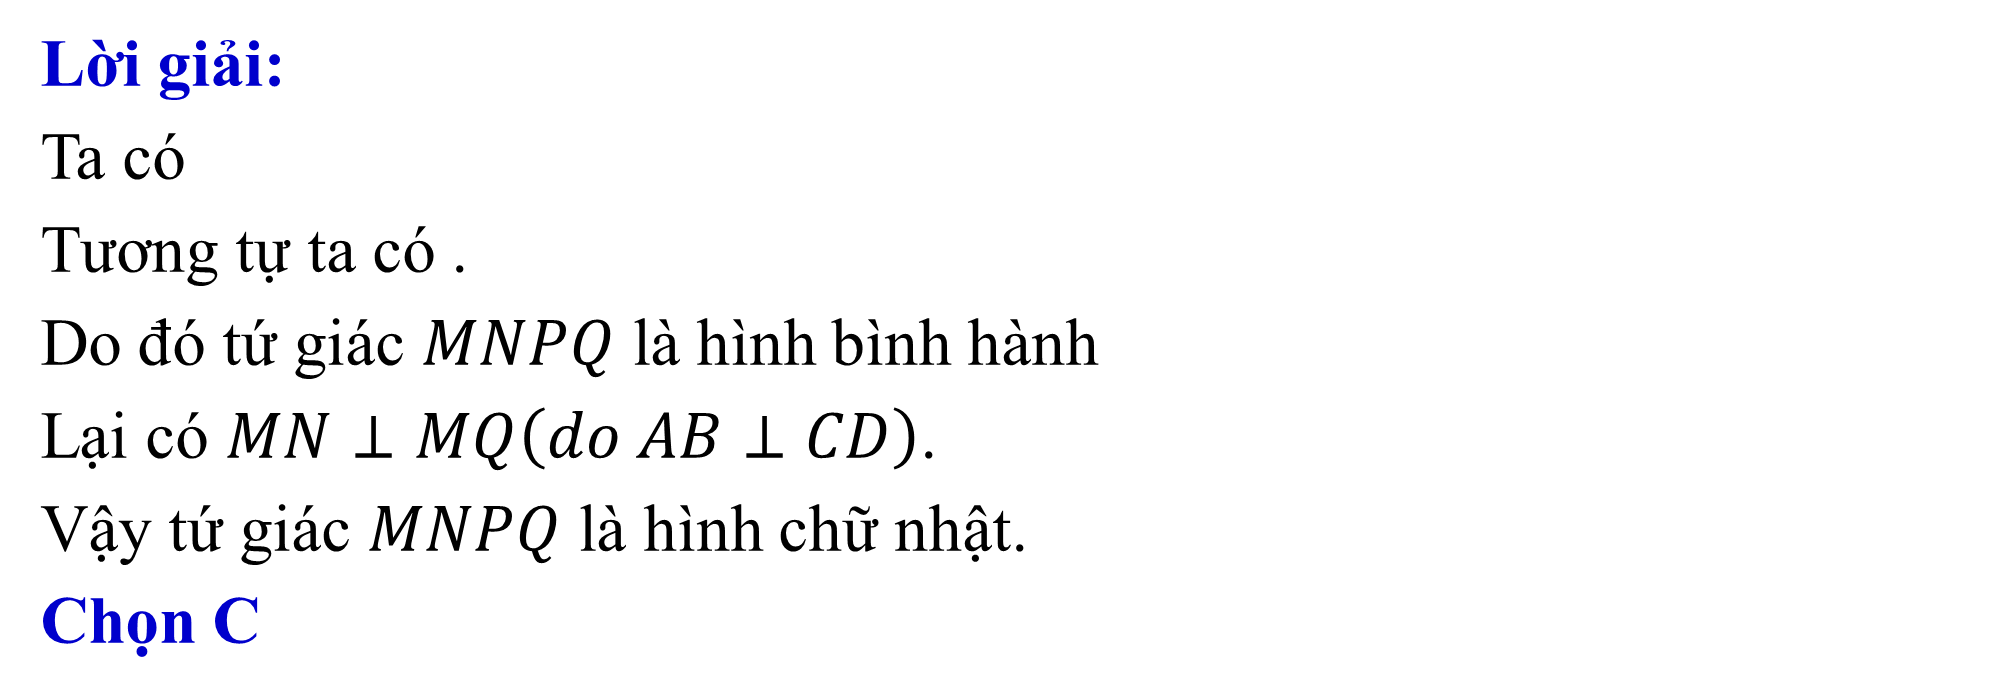 Lời giải:
Ta có
Tương tự ta có .
Do đó tứ giác MNPQ là hình bình hành
Lại có MN ⊥ MQ(do AB ⊥ CD).
Vậy tứ giác MNPQ là hình chữ nhật.
Chọn C